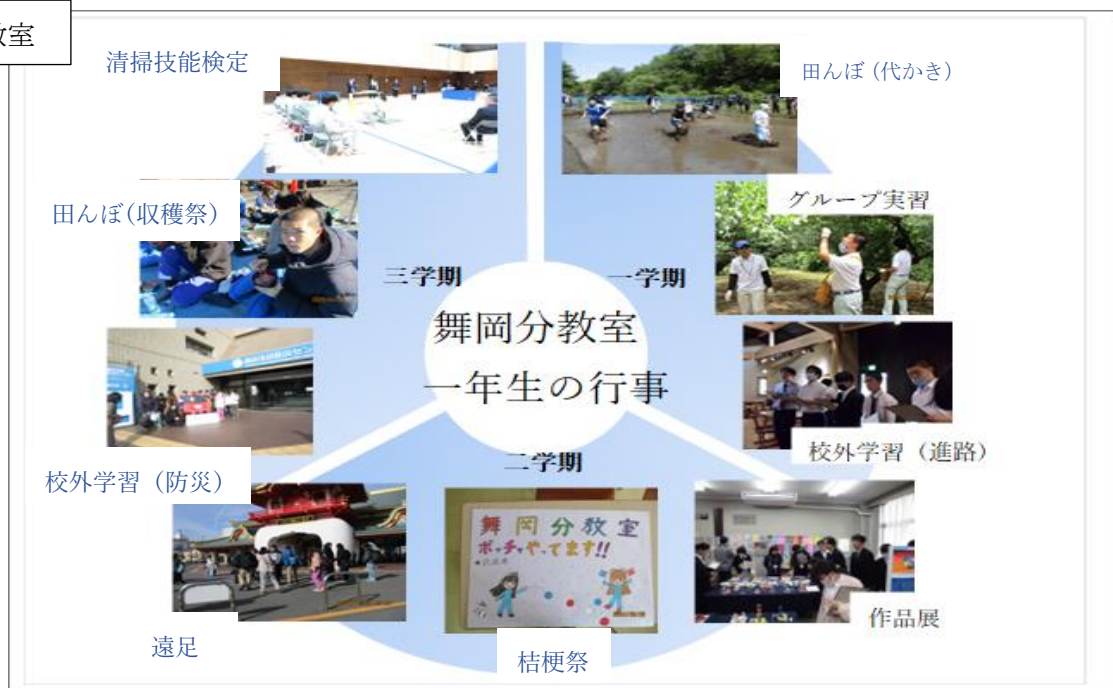 教室
清掃技能検定
田んぼ（代かき）
田んぼ（収穫祭）
グループ実習
三学期
一学期
舞岡分教室
一年生の行事
校外学習（進路）
二学期
校外学習（防災）
舞岡分教室
ボッチャやってます!!
作品展
遠足
桔梗祭